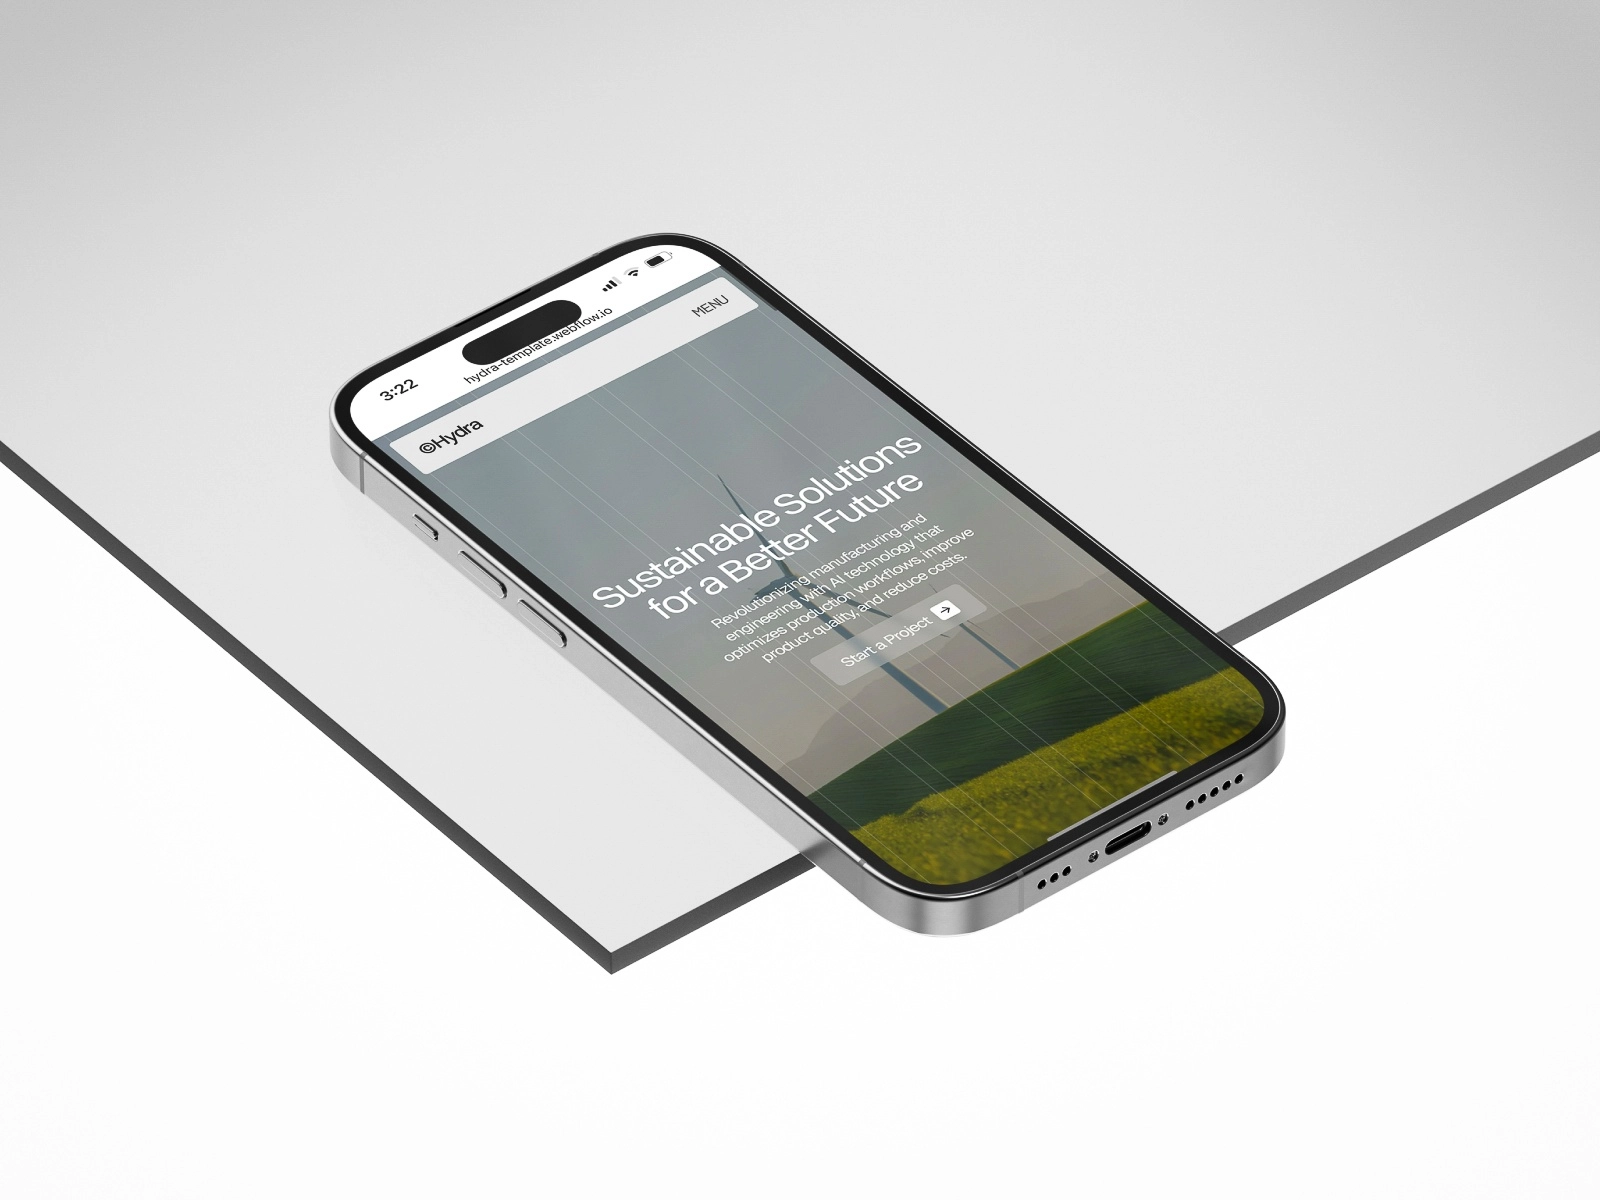 3:22
hydra-template.webflow.io
©Hydra
MENU
Sustainable Solutions
for a Better Future
Revolutionizing manufacturing and
engineering with AI technology that
optimizes production workflows, improve
product quality, and reduce costs.
Start a Project